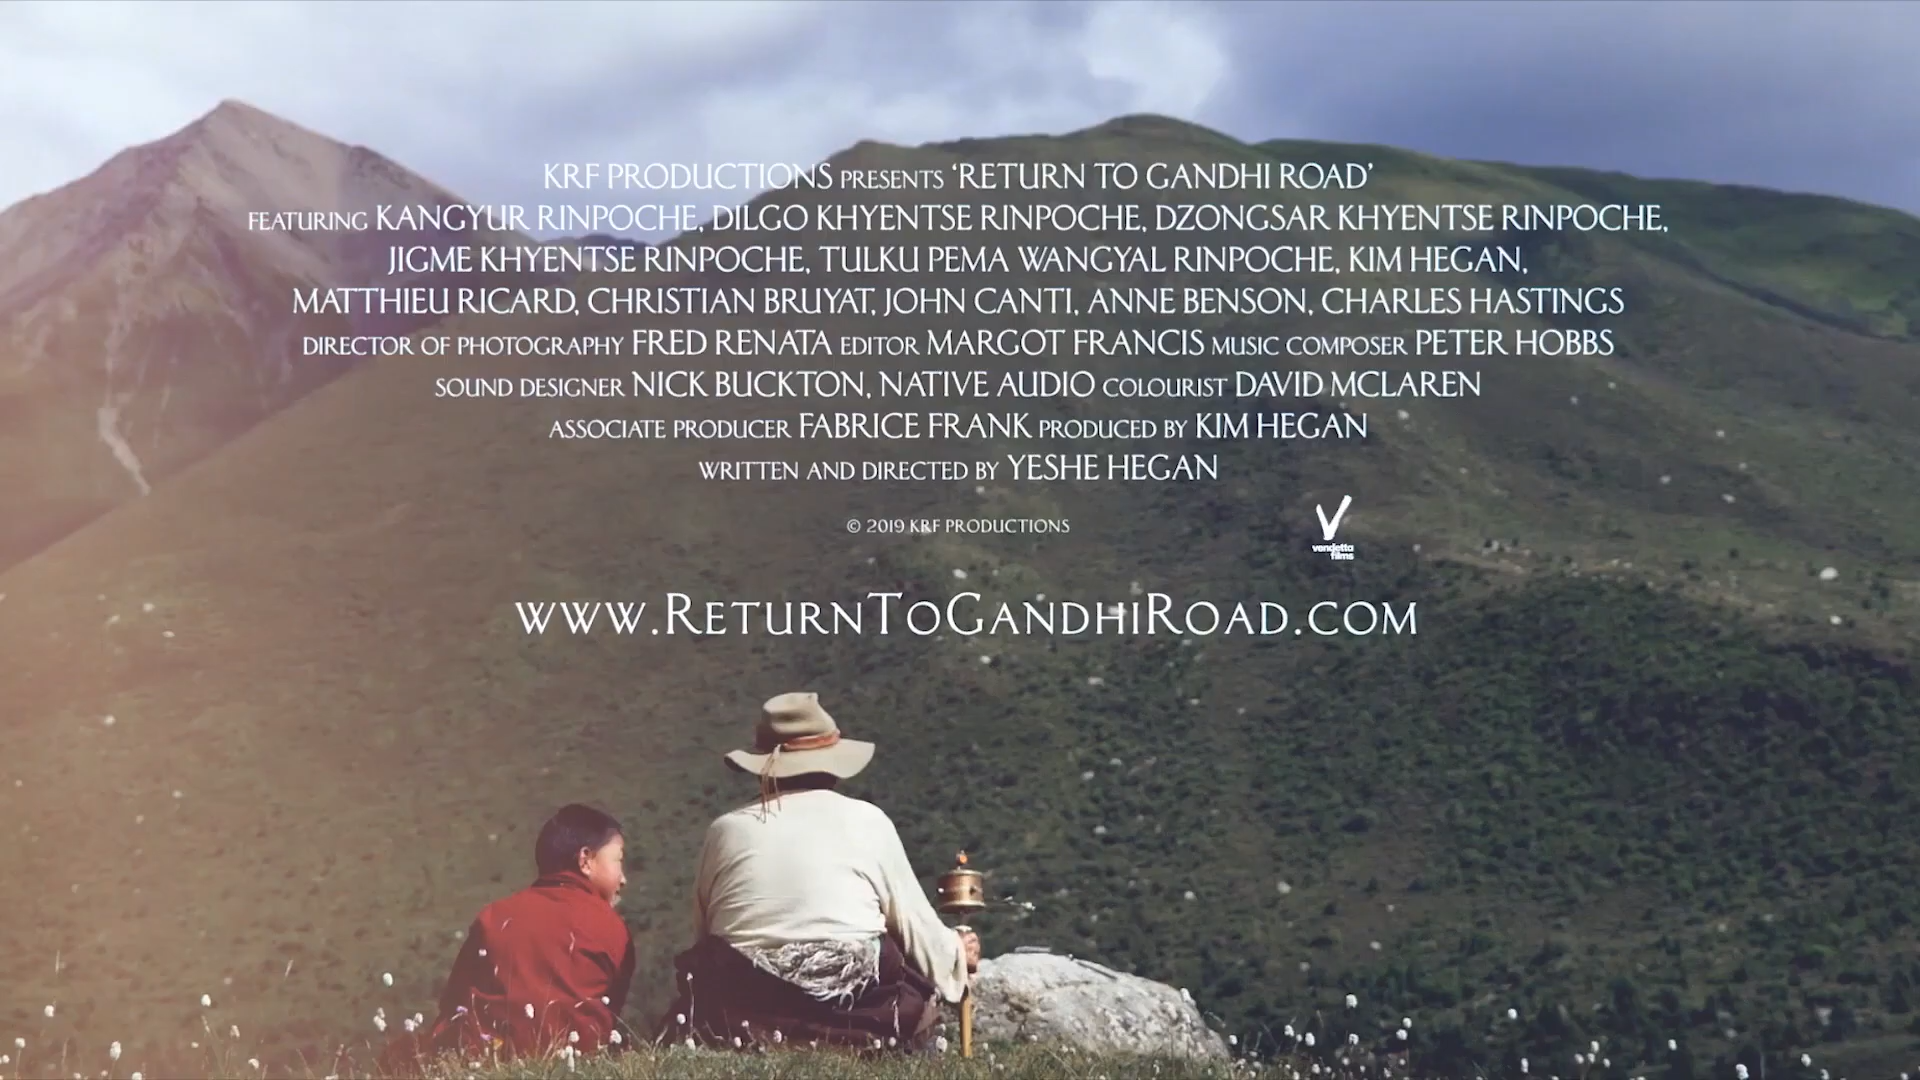 KRF PRODUCTIONS PRESENTS ‘RETURN TO GANDHI ROAD’
FEATURING KANGYUR RINPOCHE, DILGO KHYENTSE RINPOCHE, DZONGSAR KHYENTSE RINPOCHE,
JIGME KHYENTSE RINPOCHE, TULKU PEMA WANGYAL RINPOCHE, KIM HEGAN,
MATTHIEU RICARD, CHRISTIAN BRUYAT, JOHN CANTI, ANNE BENSON, CHARLES HASTINGS
DIRECTOR OF PHOTOGRAPHY FRED RENATA EDITOR MARGOT FRANCIS MUSIC COMPOSER PETER HOBBS
SOUND DESIGNER NICK BUCKTON, NATIVE AUDIO COLOURIST DAVID MCLAREN
ASSOCIATE PRODUCER FABRICE FRANK PRODUCED BY KIM HEGAN
WRITTEN AND DIRECTED BY YESHE HEGAN
© 2019 KRF PRODUCTIONS
vendetta
films
WWW.RETURNTOGANDHIROAD.COM